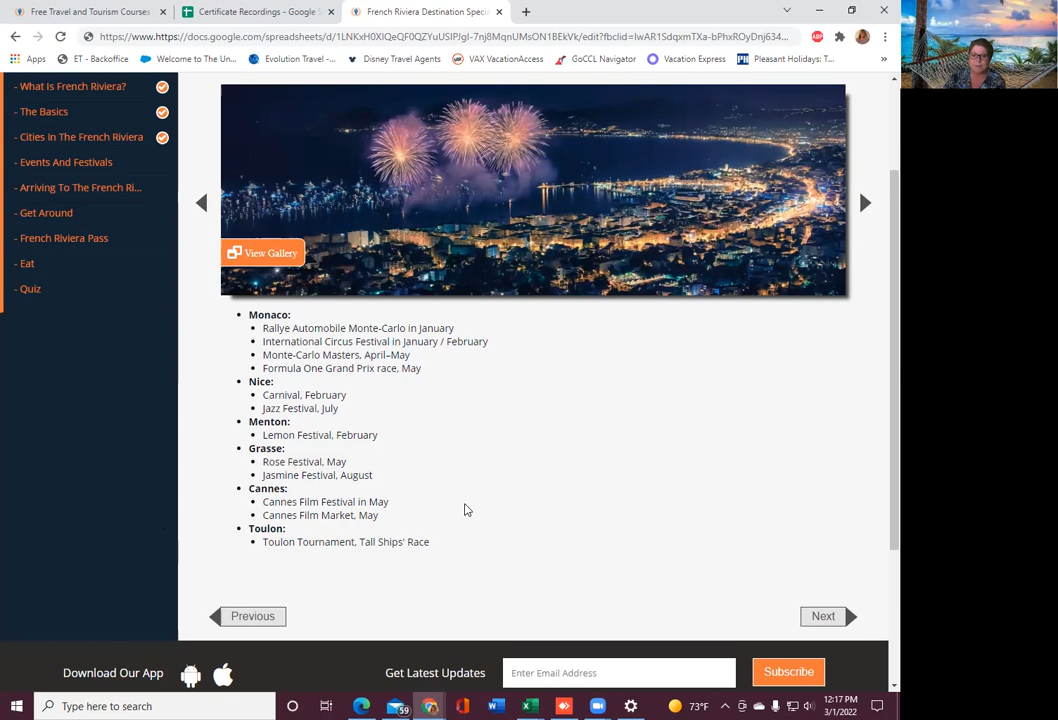 Free Travel and Tourism Courses
Certificate Recordings - Google S
French Riviera Destination Speci
https://www.https://docs.google.com/spreadsheets/d/1LNKxH0XlQeQF0QZYuUSIPJgI-7nj8MqnUMsON1BEkVk/edit?fbclid=IwAR1SdqxmTXa-bPhxROyDnj634...
Apps
ET - Backoffice
Welcome to The Un...
Evolution Travel -...
Disney Travel Agents
VAX VacationAccess
GoCCL Navigator
Vacation Express
Pleasant Holidays: T...
»
- What Is French Riviera?
- The Basics
- Cities In The French Riviera
- Events And Festivals
- Arriving To The French Ri...
- Get Around
- French Riviera Pass
- Eat
- Quiz
View Gallery
• Monaco:
• Rallye Automobile Monte-Carlo in January
• International Circus Festival in January / February
• Monte-Carlo Masters, April–May
• Formula One Grand Prix race, May
• Nice:
• Carnival, February
• Jazz Festival, July
• Menton:
• Lemon Festival, February
• Grasse:
• Rose Festival, May
• Jasmine Festival, August
• Cannes:
• Cannes Film Festival in May
• Cannes Film Market, May
• Toulon:
• Toulon Tournament, Tall Ships' Race
Previous
Next
Download Our App
Get Latest Updates
Enter Email Address
Subscribe
Type here to search
59
73°F
12:17 PM
3/1/2022